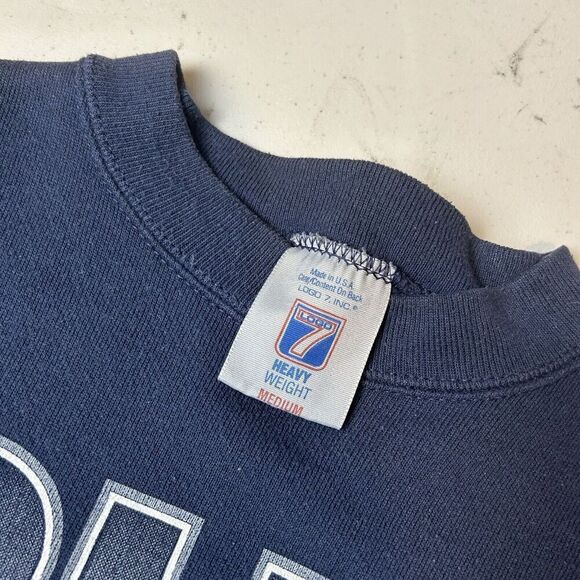 Made in U.S.A.
Care/Content On Back
LOGO 7, INC.®
LOGO
7
HEAVY
WEIGHT
MEDIUM